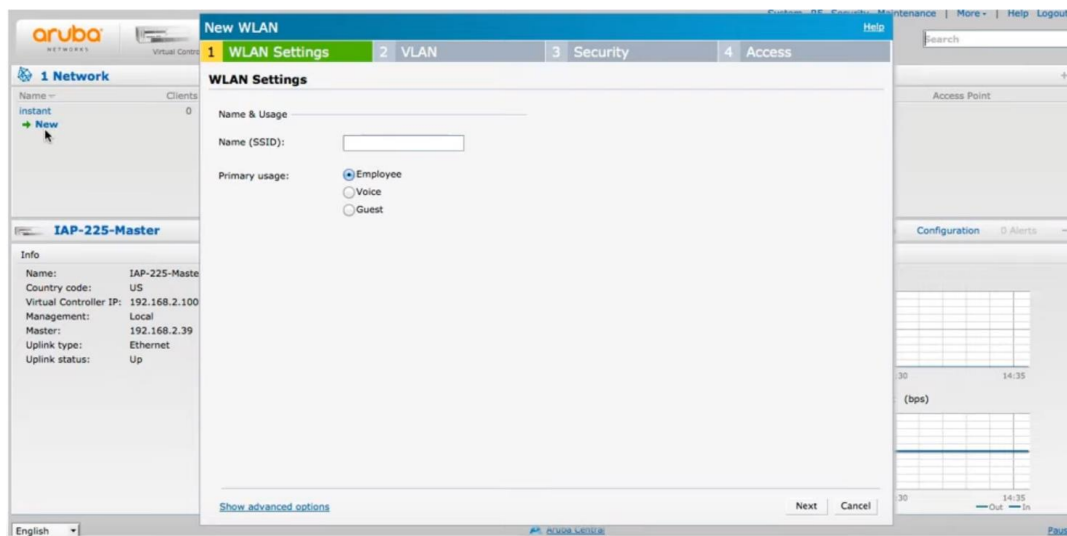 System RF Security Maintenance | More | Help Logout
aruba
NETWORKS
Virtual Contro
Search
New WLAN
Help
1 WLAN Settings
2 VLAN
3 Security
4 Access
1 Network
Name
Clients
instant
0
New
Access Point
WLAN Settings
Name & Usage
Name (SSID):
Primary usage:
Employee
Voice
Guest
IAP-225-Master
Configuration
0 Alerts
Info
Name: IAP-225-Maste
Country code: US
Virtual Controller IP: 192.168.2.100
Management: Local
Master: 192.168.2.39
Uplink type: Ethernet
Uplink status: Up
:30
14:35
(bps)
:30
14:35
Out
In
Show advanced options
Next
Cancel
English
Aruba Central
Paus